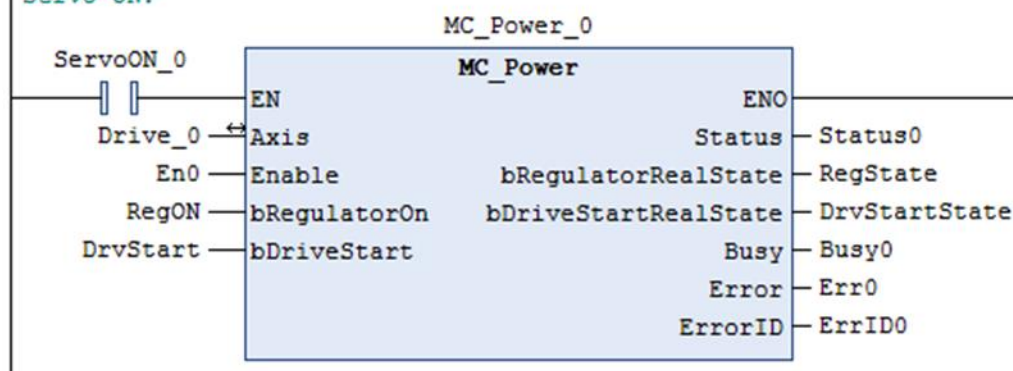 MC_Power_0
ServoON_0
MC_Power
EN ENO
Drive_0 Axis Status Status0
En0 Enable bRegulatorRealState RegState
RegON bRegulatorOn bDriveStartRealState DrvStartState
DrvStart bDriveStart
Busy Busy0
Error Err0
ErrorID ErrID0